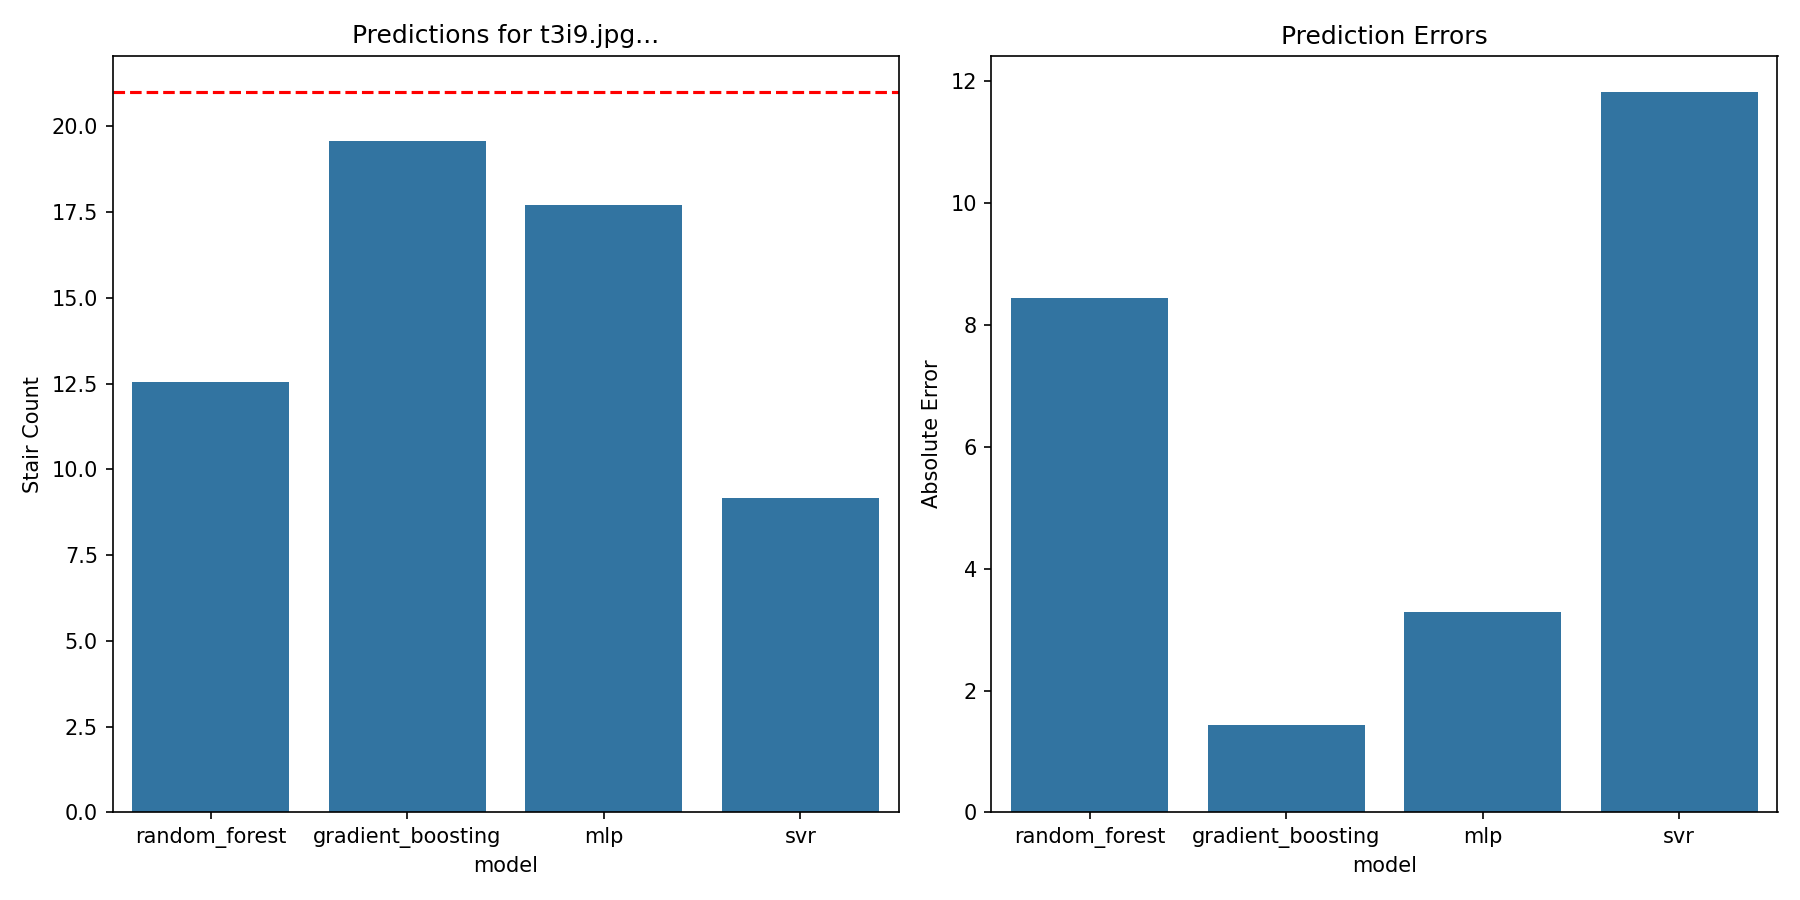 Predictions for t3i9.jpg...
Stair Count
20.0
17.5
15.0
12.5
10.0
7.5
5.0
2.5
0.0
random_forest gradient_boosting mlp svr
model
Prediction Errors
Absolute Error
12
10
8
6
4
2
0
random_forest gradient_boosting mlp svr
model